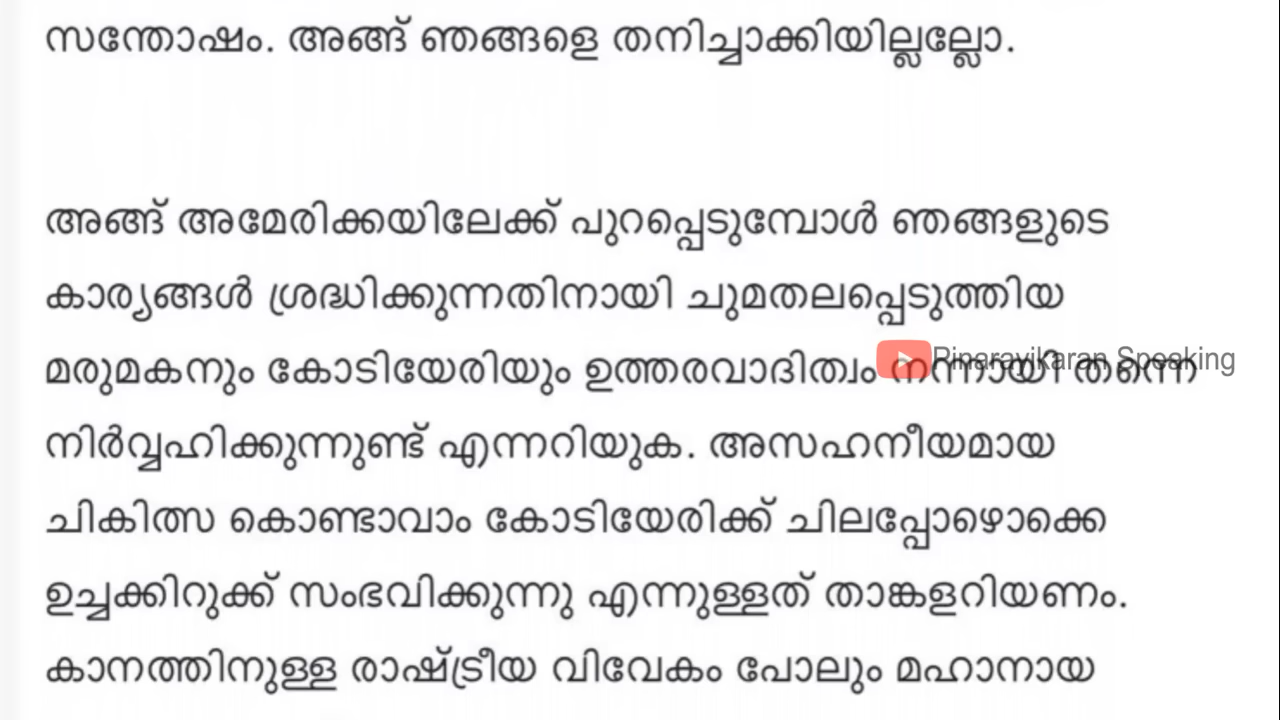 സന്തോഷം. അങ്ങ് ഞങ്ങളെ തനിച്ചാക്കിയില്ലല്ലോ.
അങ്ങ് അമേരിക്കയിലേക്ക് പുറപ്പെടുമ്പോൾ ഞങ്ങളുടെ
കാര്യങ്ങൾ ശ്രദ്ധിക്കുന്നതിനായി ചുമതലപ്പെടുത്തിയ
മരുമകനും കോടിയേരിയും ഉത്തരവാദിത്വം നന്നായി തന്നെ
Pinarayikaran Speaking
നിർവ്വഹിക്കുന്നുണ്ട് എന്നറിയുക. അസഹനീയമായ
ചികിത്സ കൊണ്ടാവാം കോടിയേരിക്ക് ചിലപ്പോഴൊക്കെ
ഉച്ചക്കിറുക്ക് സംഭവിക്കുന്നു എന്നുള്ളത് താങ്കളറിയണം.
കാനത്തിനുള്ള രാഷ്ട്രീയ വിവേകം പോലും മഹാനായ